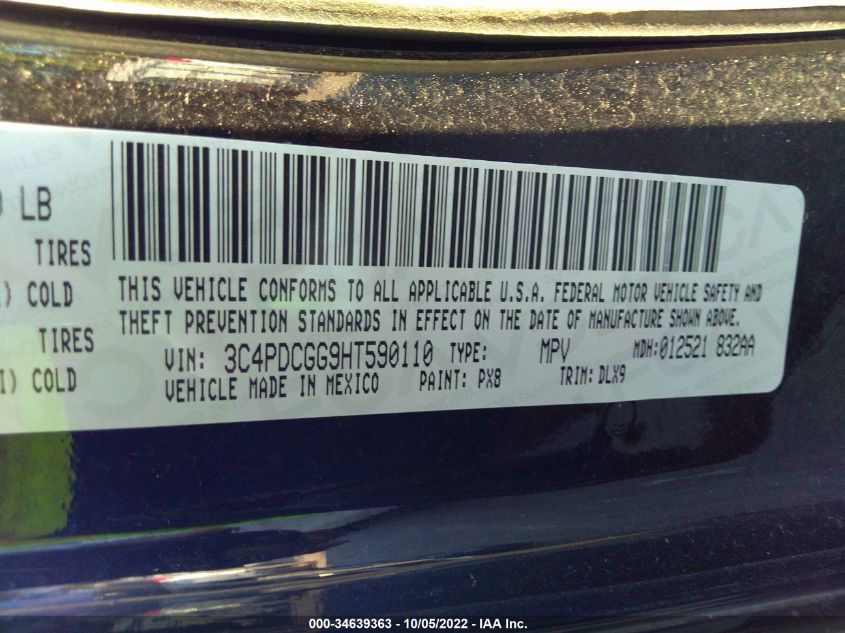 LB
TIRES
) COLD
TIRES
I) COLD
THIS VEHICLE CONFORMS TO ALL APPLICABLE U.S.A. FEDERAL MOTOR VEHICLE SAFETY AND
THEFT PREVENTION STANDARDS IN EFFECT ON THE DATE OF MANUFACTURE SHOWN ABOVE.
VIN: 3C4PDCGG9HT590110 TYPE: MPV MDH:012521 832AA
VEHICLE MADE IN MEXICO PAINT: PX8 TRIM: DLX9
000-34639363 - 10/05/2022 - IAA Inc.